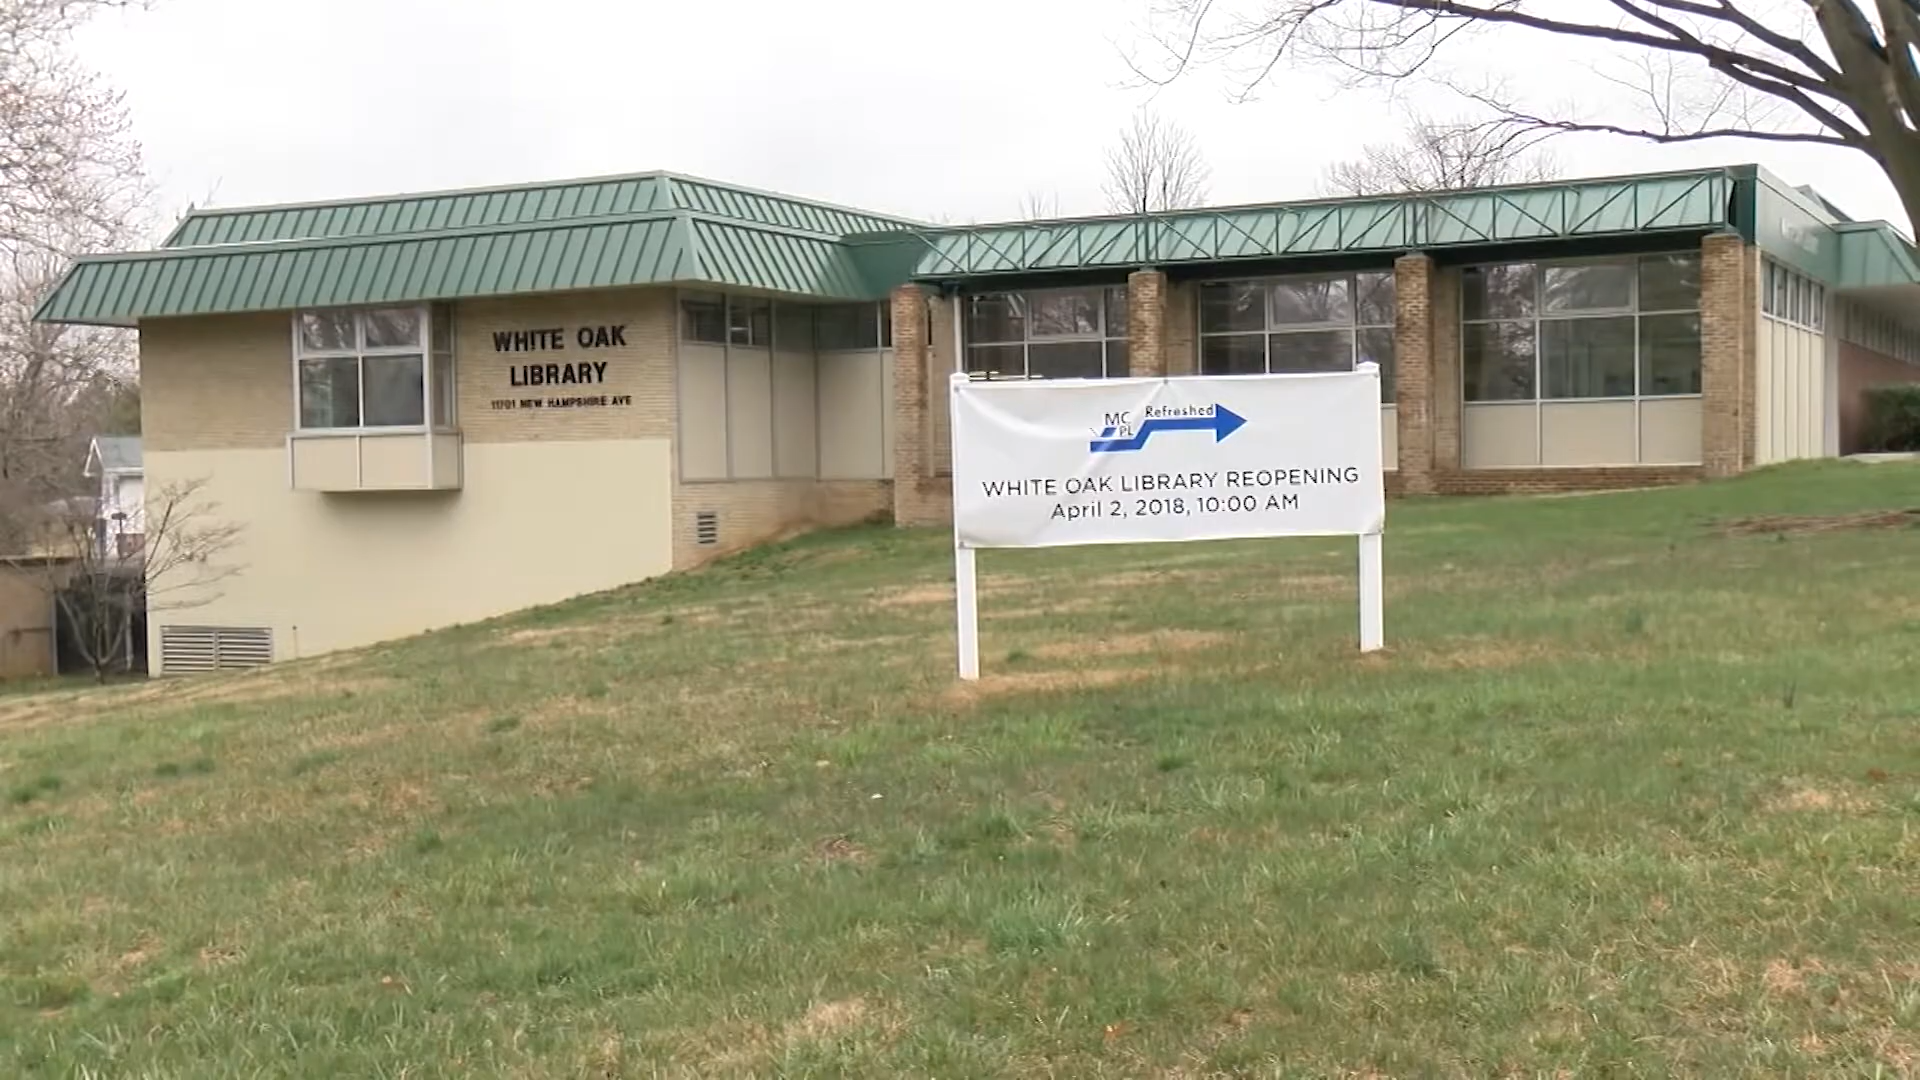 WHITE OAK
LIBRARY
11701 NEW HAMPSHIRE AVE
MC
PL
Refreshed
WHITE OAK LIBRARY REOPENING
April 2, 2018, 10:00 AM